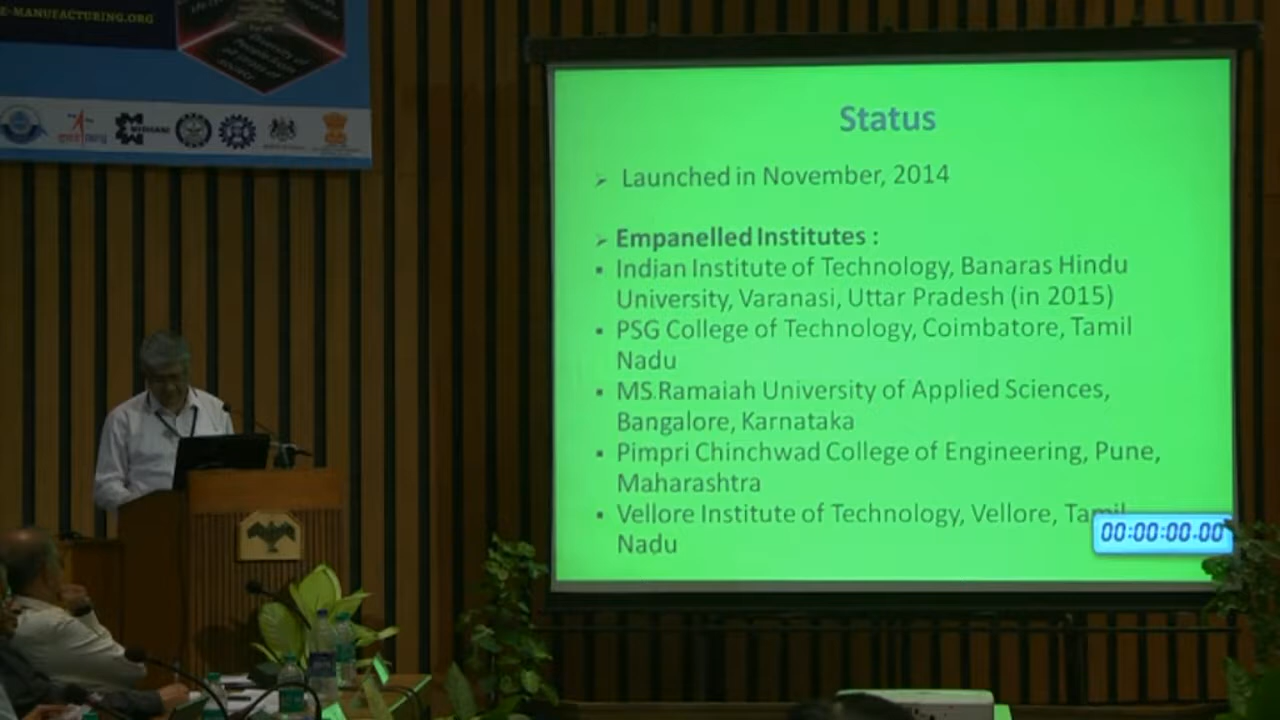 E-MANUFACTURING.ORG
MIDHANI
Status
Launched in November, 2014
Empanelled Institutes :
Indian Institute of Technology, Banaras Hindu
University, Varanasi, Uttar Pradesh (in 2015)
PSG College of Technology, Coimbatore, Tamil
Nadu
MS.Ramaiah University of Applied Sciences,
Bangalore, Karnataka
Pimpri Chinchwad College of Engineering, Pune,
Maharashtra
Vellore Institute of Technology, Vellore, Tamil
Nadu
00:00:00.00